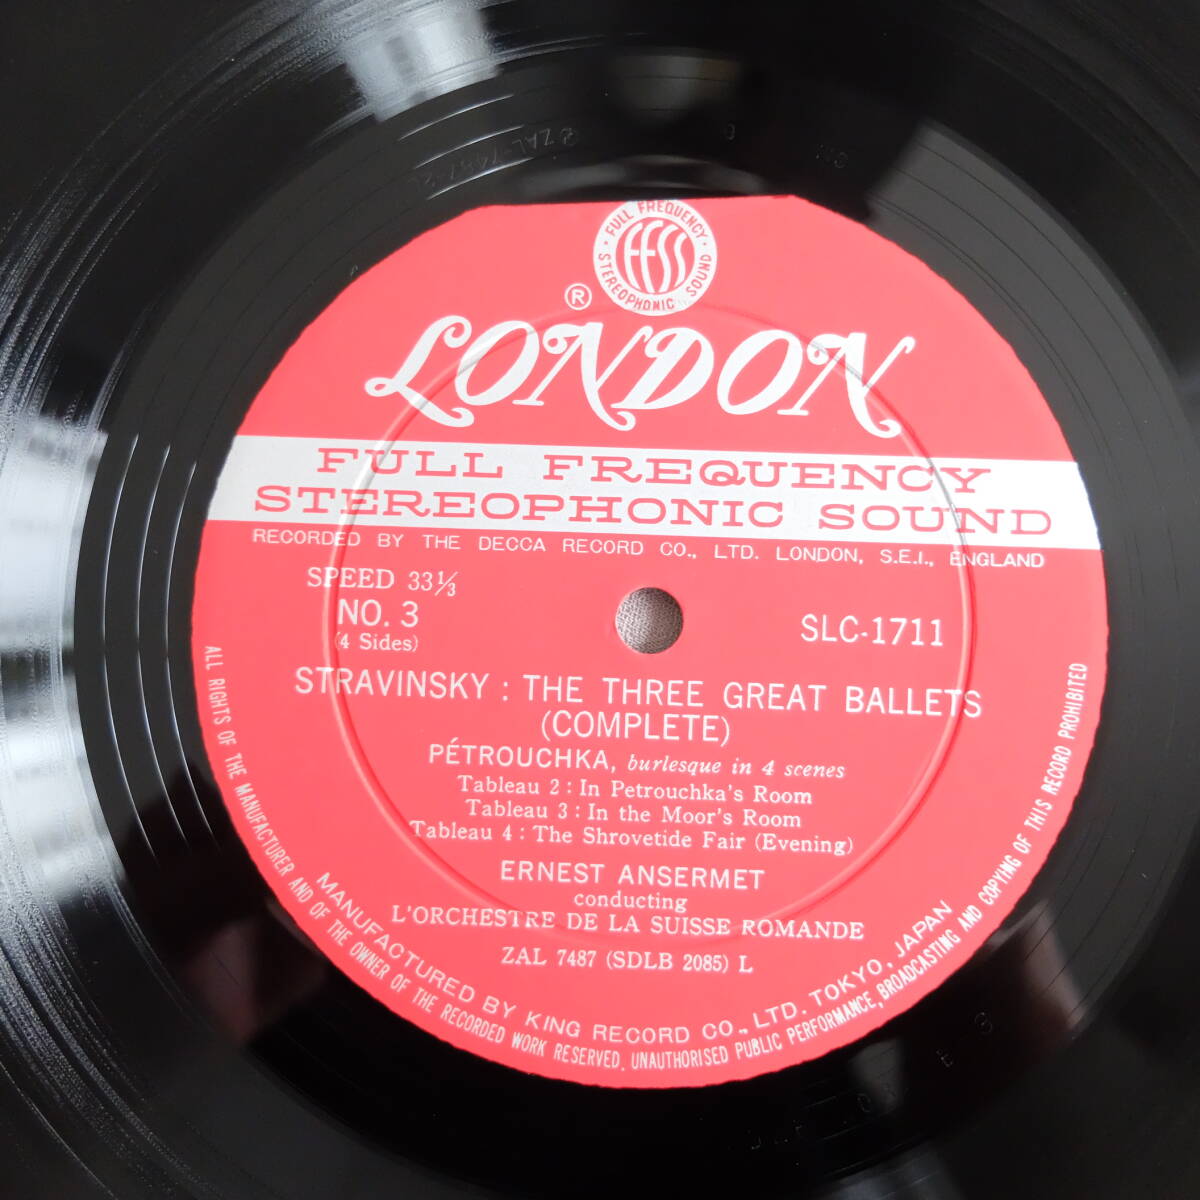 FULL FREQUENCY
FFSS
STEREOPHONIC SOUND
®
LONDON
FULL FREQUENCY
STEREOPHONIC SOUND
RECORDED BY THE DECCA RECORD CO., LTD. LONDON, S.E.I., ENGLAND
SPEED 33⅓
NO. 3
(4 Sides)
SLC-1711
STRAVINSKY : THE THREE GREAT BALLETS
(COMPLETE)
PÉTROUCHKA, burlesque in 4 scenes
Tableau 2 : In Petrouchka's Room
Tableau 3 : In the Moor's Room
Tableau 4 : The Shrovetide Fair (Evening)
ERNEST ANSERMET
conducting
L'ORCHESTRE DE LA SUISSE ROMANDE
ZAL 7487 (SDLB 2085) L
MANUFACTURED BY KING RECORD CO., LTD. TOKYO, JAPAN
ALL RIGHTS OF THE MANUFACTURER AND OF THE OWNER OF THE RECORDED WORK RESERVED. UNAUTHORISED PUBLIC PERFORMANCE, BROADCASTING AND COPYING OF THIS RECORD PROHIBITED